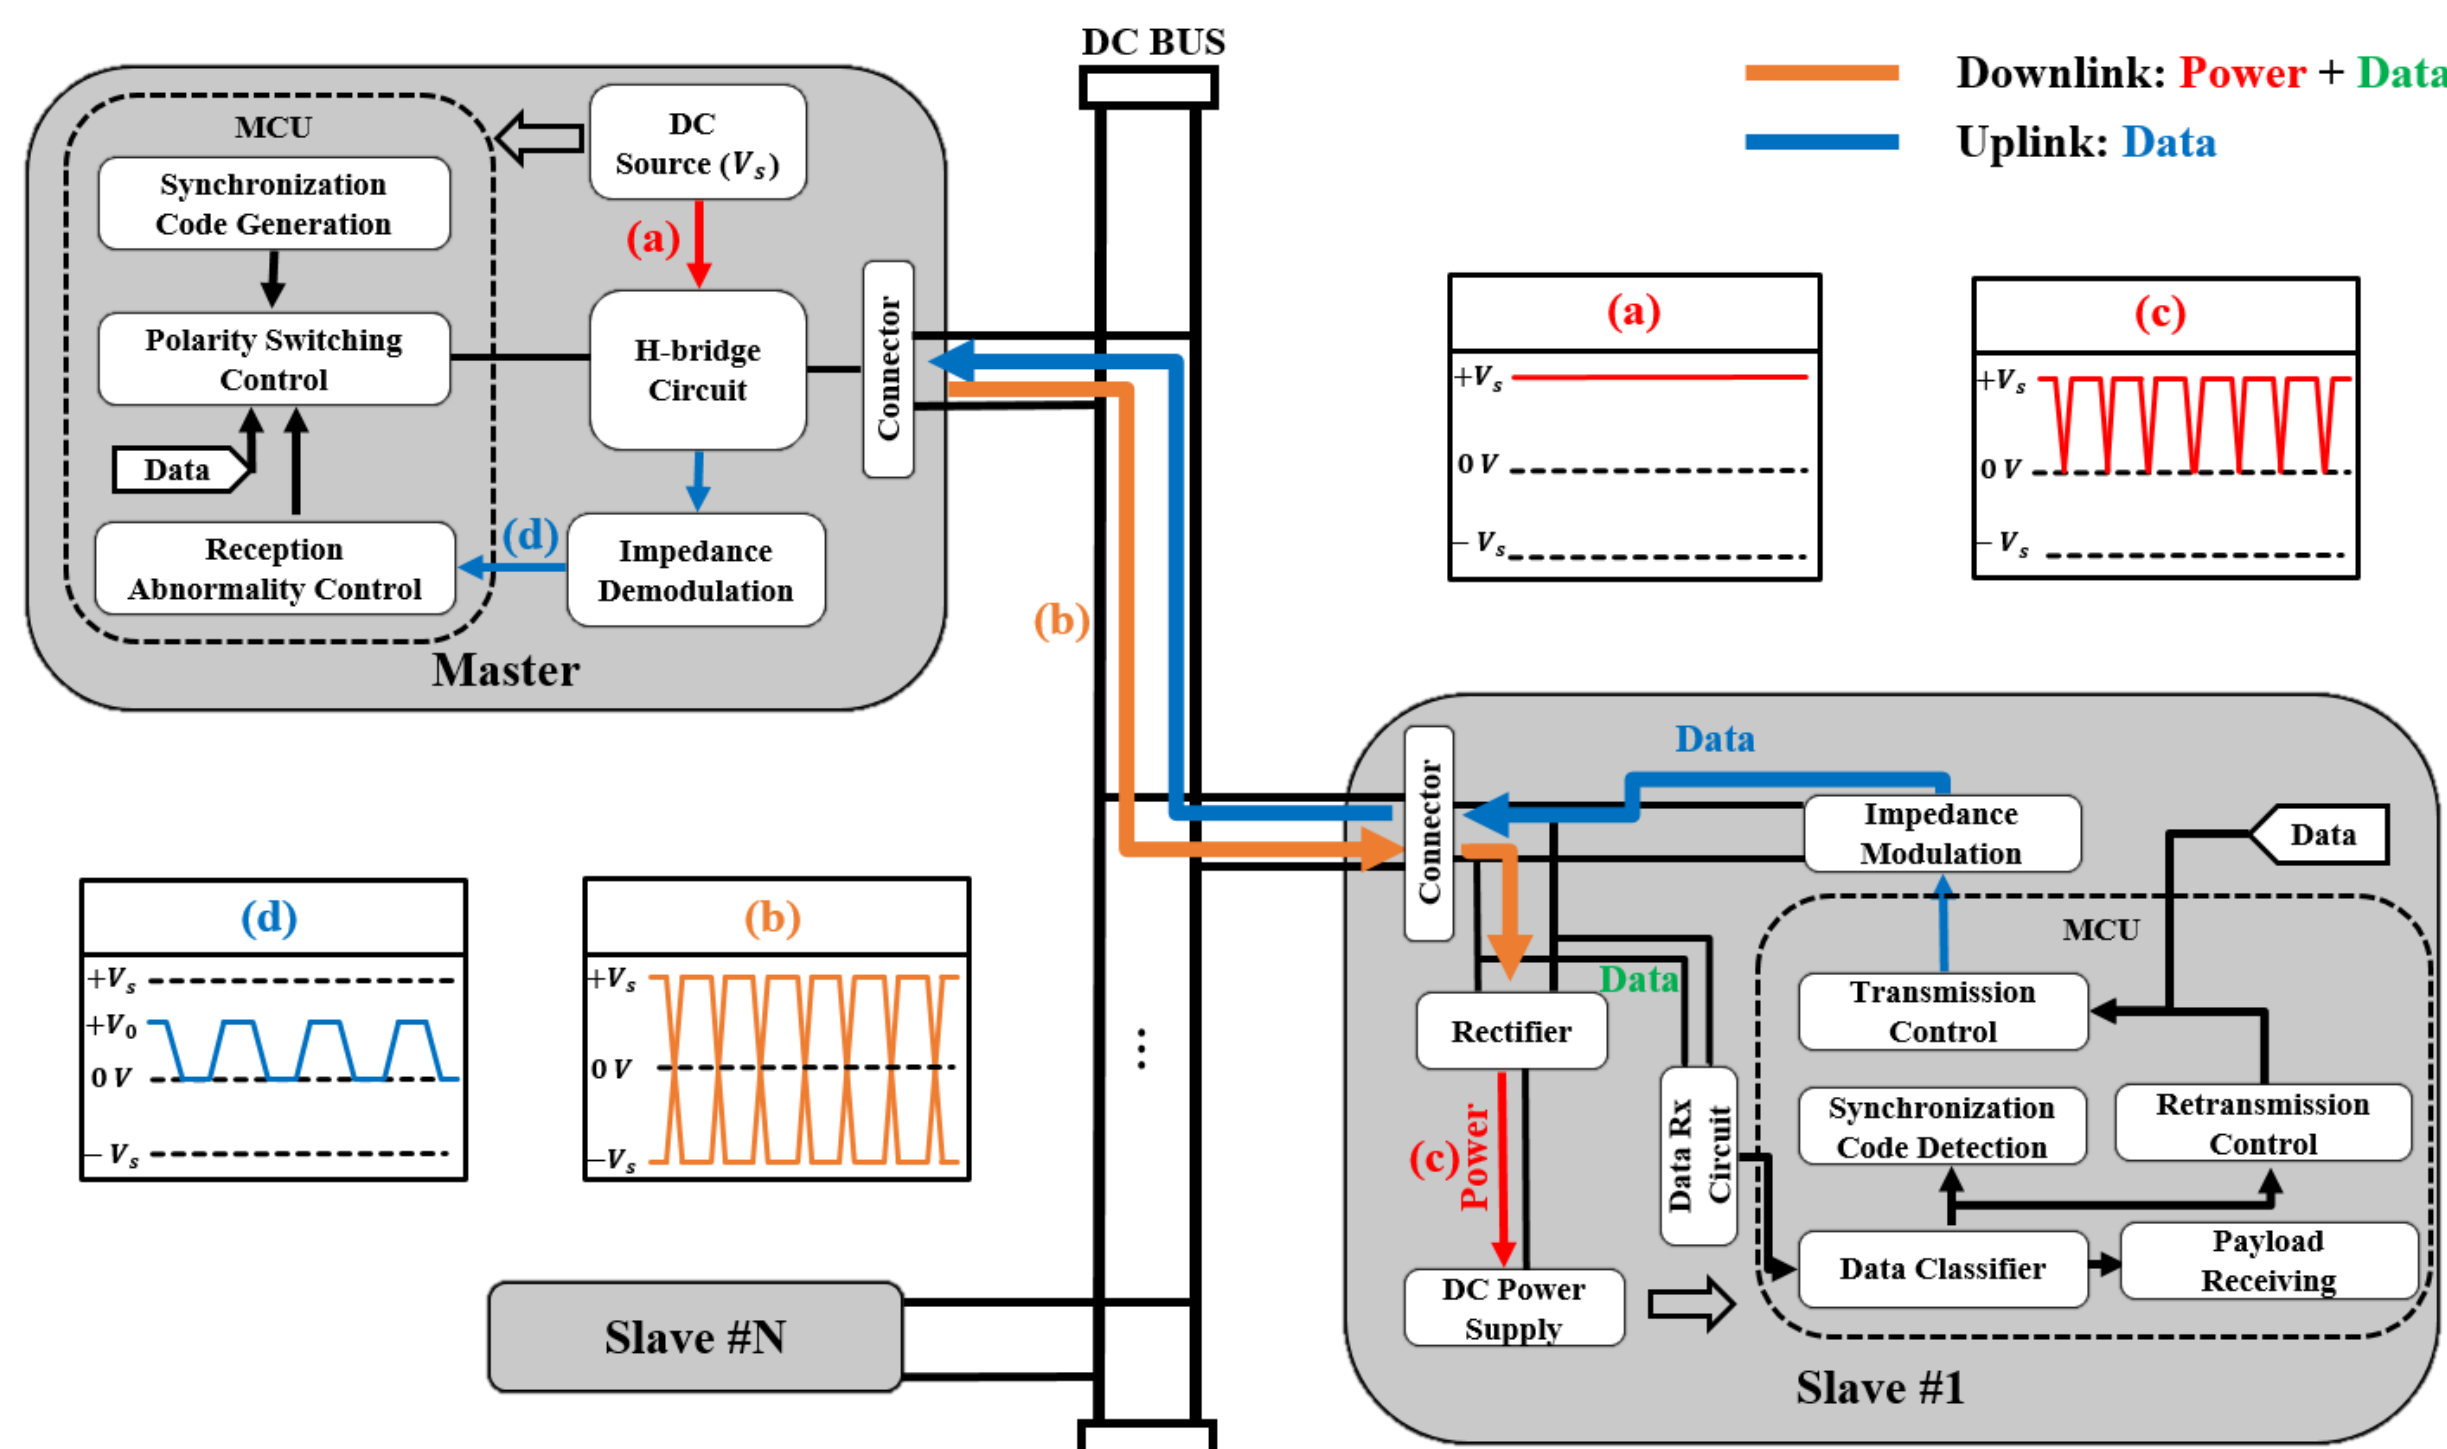 DC BUS
Downlink: Power + Data
Uplink: Data
MCU
Synchronization
Code Generation
Polarity Switching
Control
Data
Reception
Abnormality Control
DC
Source (Vₛ)
(a)
H-bridge
Circuit
Connector
(d)
Impedance
Demodulation
Master
(b)
(a)
+Vₛ
0 V
− Vₛ
(c)
+Vₛ
0 V
− Vₛ
(d)
+Vₛ
+V₀
0 V
− Vₛ
(b)
+Vₛ
0 V
−Vₛ
...
Slave #N
Connector
Data
Impedance
Modulation
Data
MCU
Data
Rectifier
Transmission
Control
(c)
Power
Data Rx
Circuit
Synchronization
Code Detection
Retransmission
Control
DC Power
Supply
Data Classifier
Payload
Receiving
Slave #1